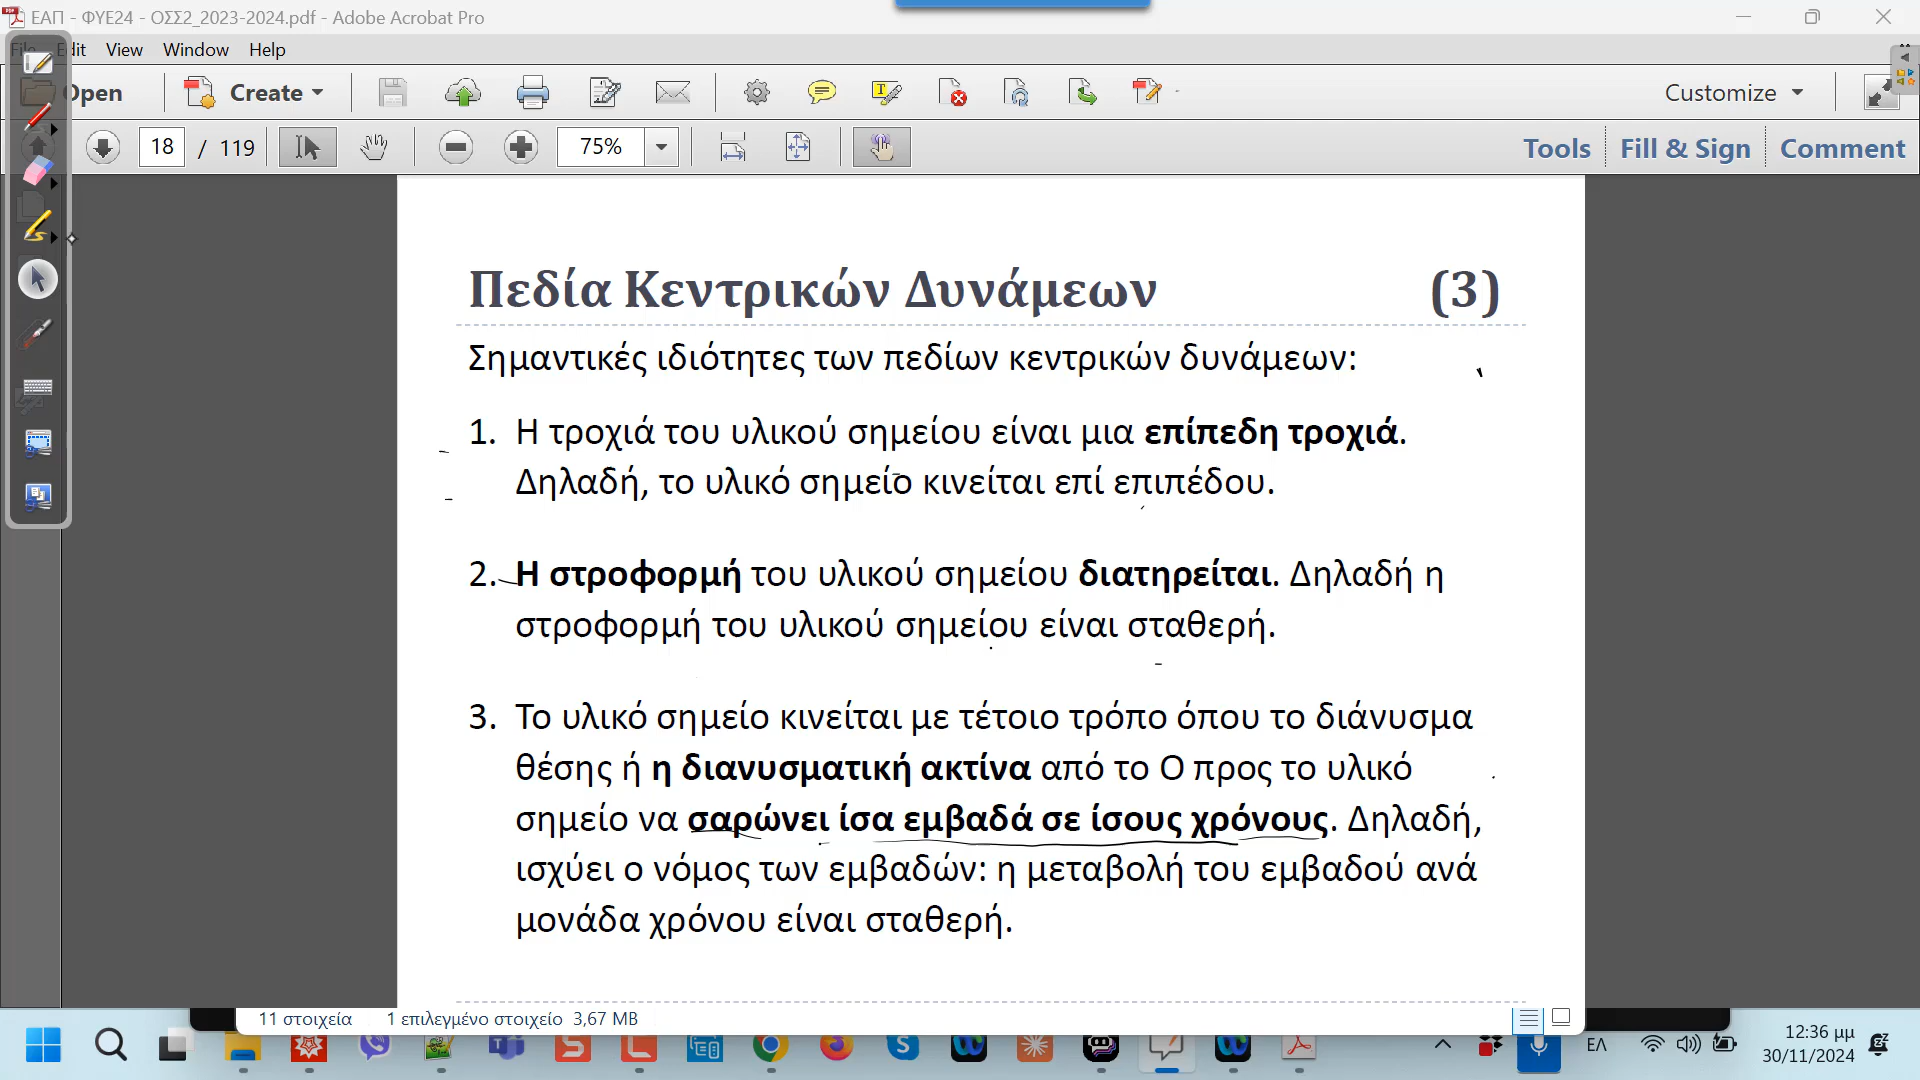 ΕΑΠ - ΦΥΕ24 - ΟΣΣ2_2023-2024.pdf - Adobe Acrobat Pro
File Edit View Window Help
Open Create Customize
18 / 119 75% Tools Fill & Sign Comment
Πεδία Κεντρικών Δυνάμεων (3)
Σημαντικές ιδιότητες των πεδίων κεντρικών δυνάμεων:
1. Η τροχιά του υλικού σημείου είναι μια επίπεδη τροχιά.
Δηλαδή, το υλικό σημείο κινείται επί επιπέδου.
2. Η στροφορμή του υλικού σημείου διατηρείται. Δηλαδή η
στροφορμή του υλικού σημείου είναι σταθερή.
3. Το υλικό σημείο κινείται με τέτοιο τρόπο όπου το διάνυσμα
θέσης ή η διανυσματική ακτίνα από το Ο προς το υλικό
σημείο να σαρώνει ίσα εμβαδά σε ίσους χρόνους. Δηλαδή,
ισχύει ο νόμος των εμβαδών: η μεταβολή του εμβαδού ανά
μονάδα χρόνου είναι σταθερή.
11 στοιχεία 1 επιλεγμένο στοιχείο 3,67 MB
ΕΛ 12:36 μμ
30/11/2024